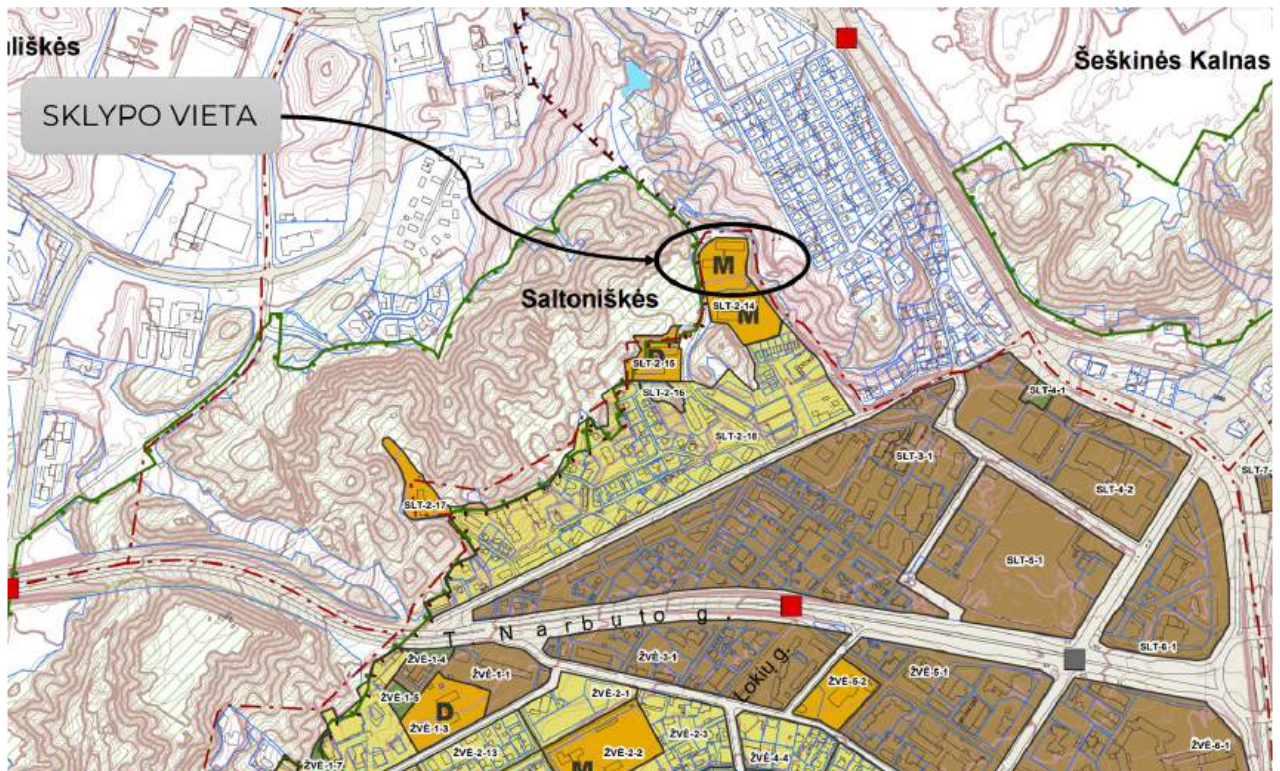 uliškės
Šeškinės Kalnas
SKLYPO VIETA
M
Saltoniškės
SLT-2-14
M
D
SLT-2-15
SLT-2-16
SLT-4-1
SLT-2-18
SLT-3-1
SLT-7-
SLT-4-2
SLT-2-17
SLT-5-1
T. Narbuto g.
SLT-6-1
ŽVĖ-1-4
ŽVĖ-3-1
Lokių g.
ŽVĖ-1-1
ŽVĖ-5-2
ŽVĖ-5-1
ŽVĖ-1-5
ŽVĖ-2-1
D
ŽVĖ-1-3
ŽVĖ-2-3
ŽVĖ-6-1
ŽVĖ-2-13
ŽVĖ-2-2
ŽVĖ-4-4
ŽVĖ-1-7
M